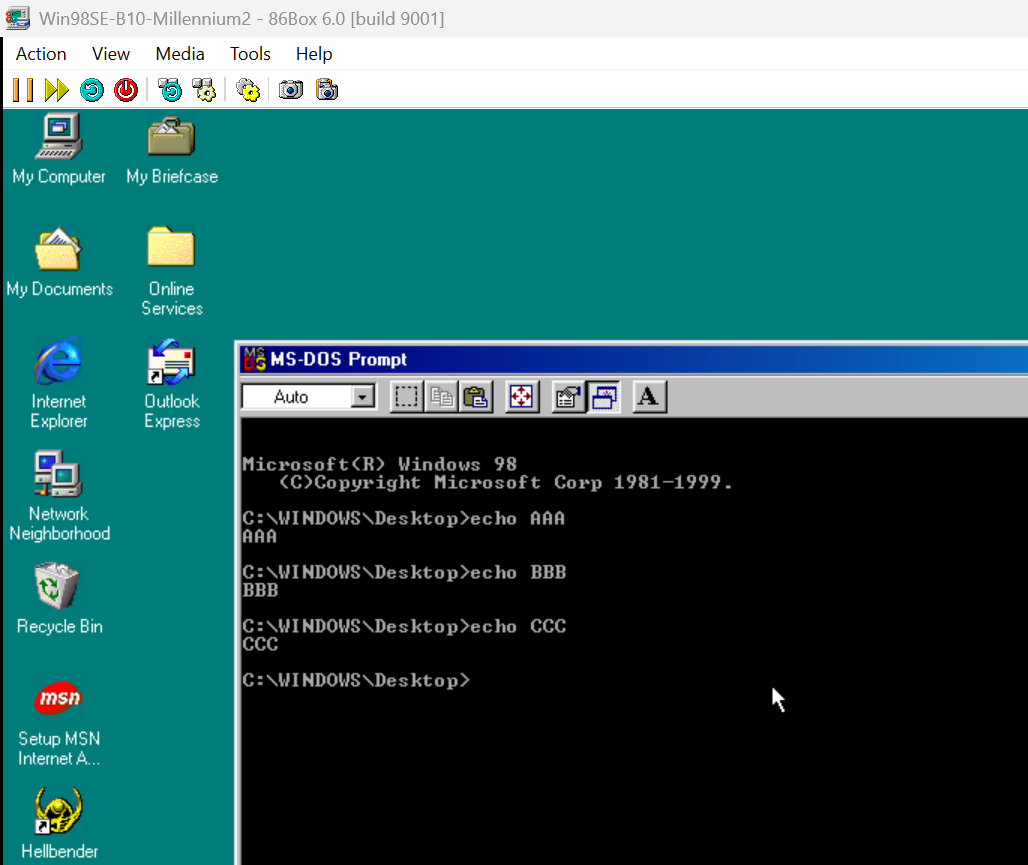 Win98SE-B10-Millennium2 - 86Box 6.0 [build 9001]
Action View Media Tools Help
My Computer
My Briefcase
My Documents
Online
Services
Internet
Explorer
Outlook
Express
Network
Neighborhood
Recycle Bin
msn
Setup MSN
Internet A...
Hellbender
MS-DOS Prompt
Auto
A
Microsoft(R) Windows 98
(C)Copyright Microsoft Corp 1981-1999.
C:\WINDOWS\Desktop>echo AAA
AAA
C:\WINDOWS\Desktop>echo BBB
BBB
C:\WINDOWS\Desktop>echo CCC
CCC
C:\WINDOWS\Desktop>